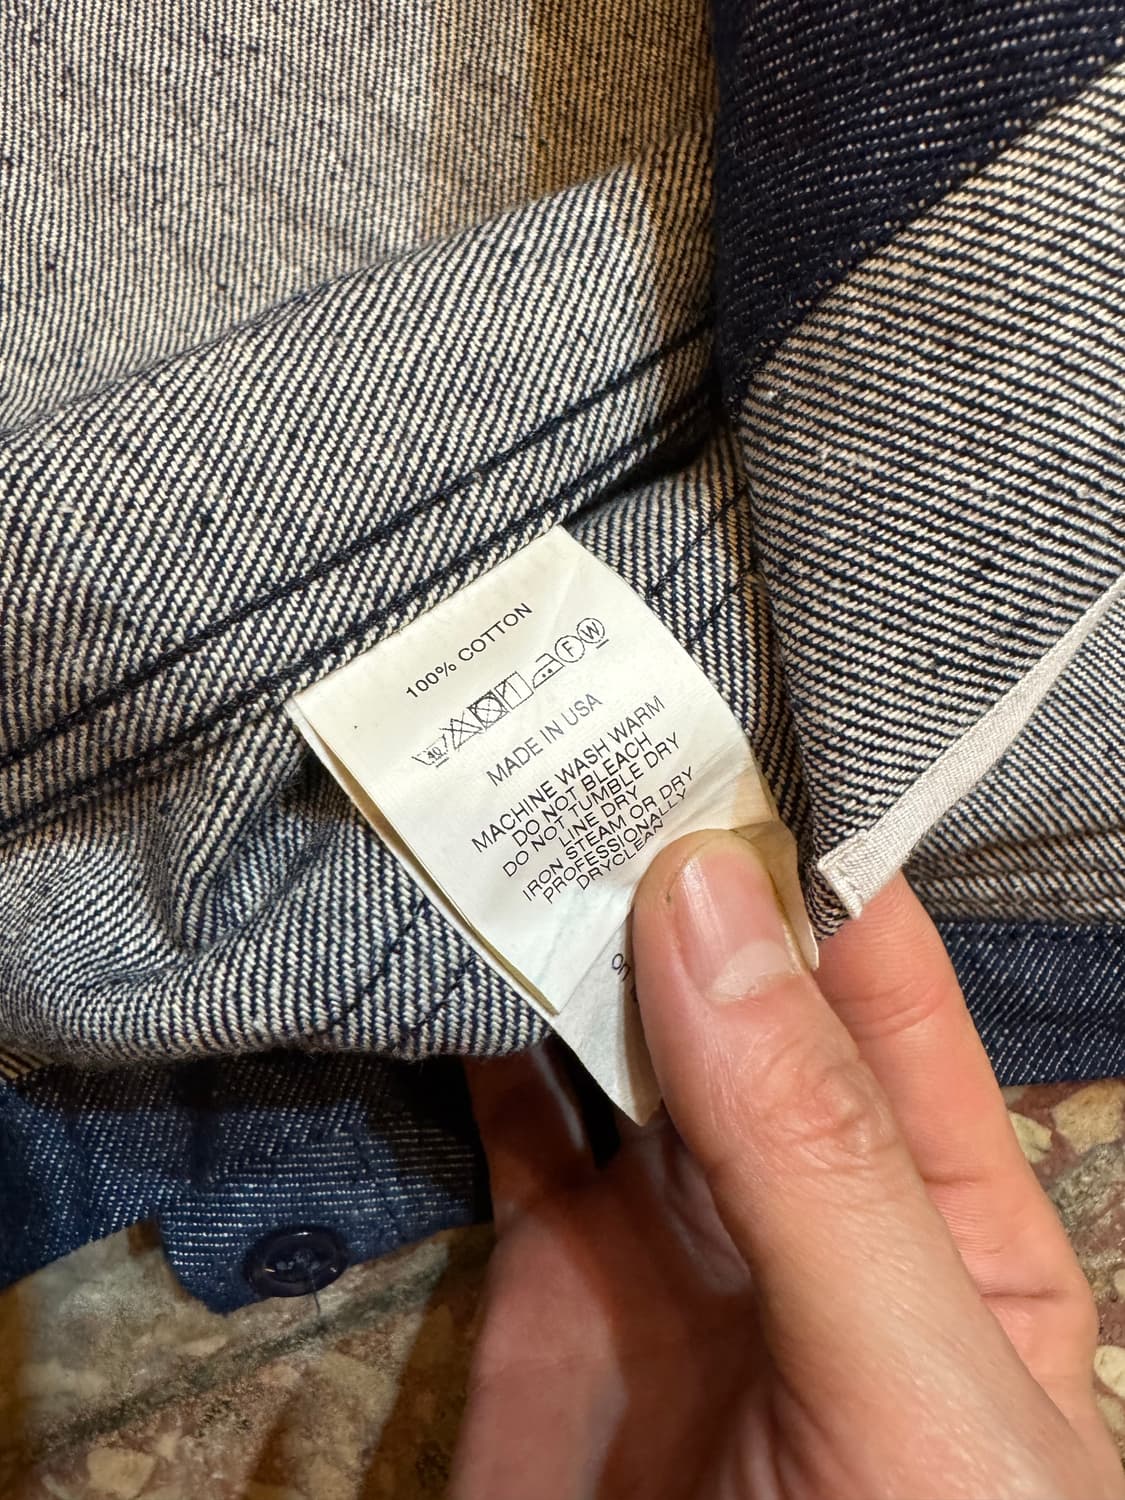 100% COTTON
40 F W
MADE IN USA
MACHINE WASH WARM
DO NOT BLEACH
DO NOT TUMBLE DRY
LINE DRY
IRON STEAM OR DRY
PROFESSIONALLY
DRYCLEAN